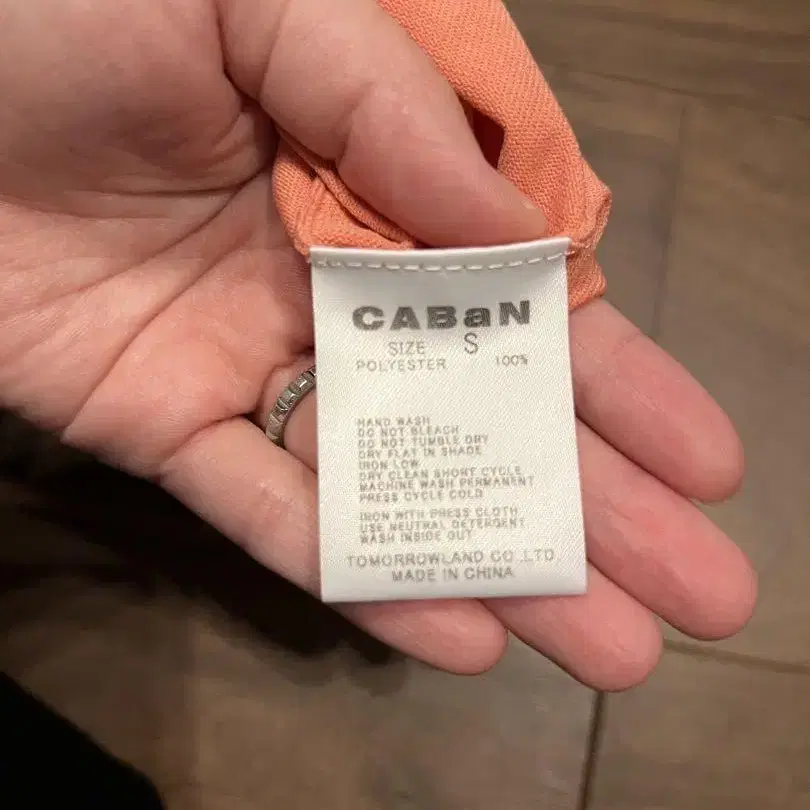 CABaN
SIZE S
POLYESTER 100%
HAND WASH
DO NOT BLEACH
DO NOT TUMBLE DRY
DRY FLAT IN SHADE
IRON LOW
DRY CLEAN SHORT CYCLE
MACHINE WASH PERMANENT
PRESS CYCLE COLD
IRON WITH PRESS CLOTH
USE NEUTRAL DETERGENT
WASH INSIDE OUT
TOMORROWLAND CO.,LTD
MADE IN CHINA